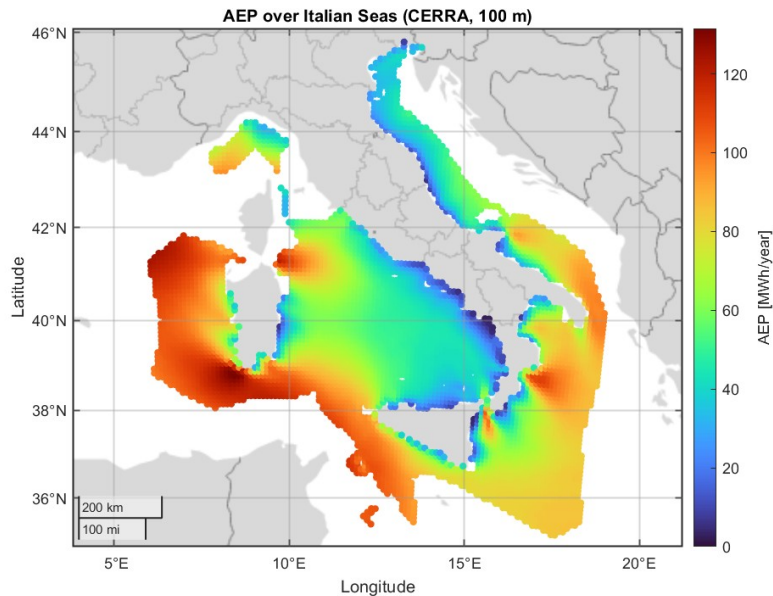 AEP over Italian Seas (CERRA, 100 m)
46°N
44°N
42°N
40°N
38°N
36°N
Latitude
200 km
100 mi
5°E
10°E
15°E
20°E
Longitude
120
100
80
60
40
20
0
AEP [MWh/year]